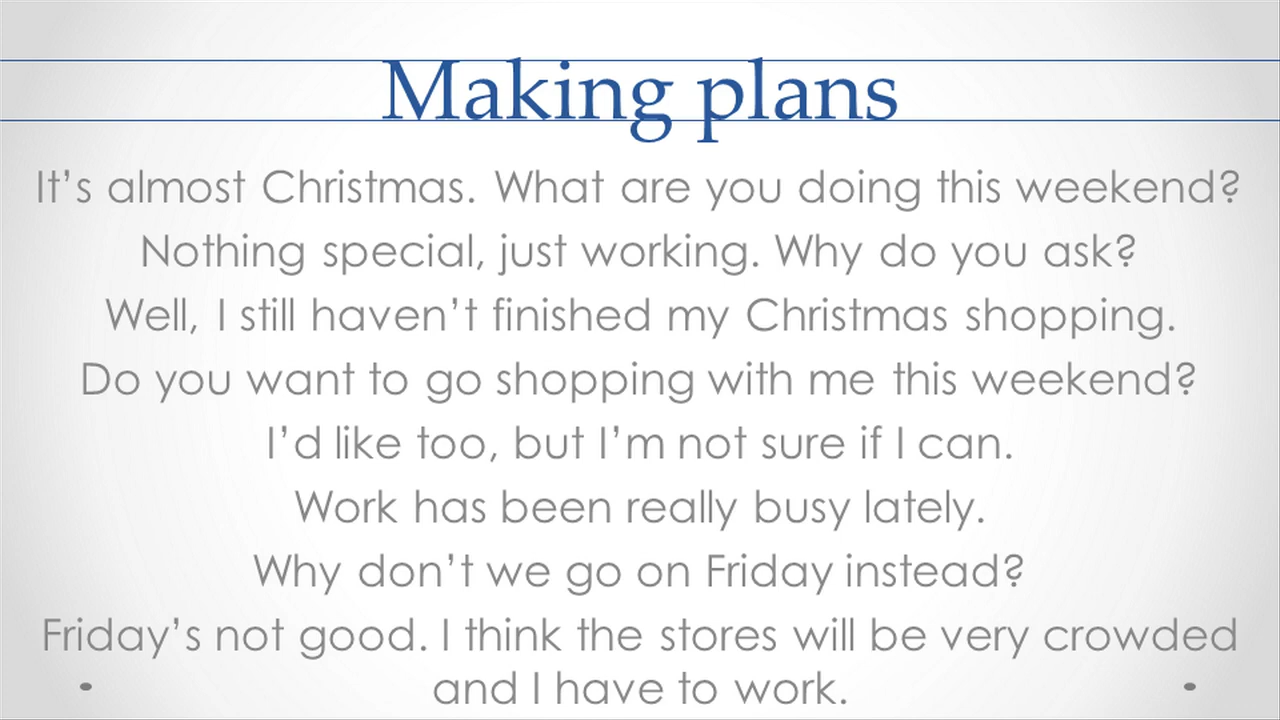 Making plans
It’s almost Christmas. What are you doing this weekend?
Nothing special, just working. Why do you ask?
Well, I still haven’t finished my Christmas shopping.
Do you want to go shopping with me this weekend?
I’d like too, but I’m not sure if I can.
Work has been really busy lately.
Why don’t we go on Friday instead?
Friday’s not good. I think the stores will be very crowded
and I have to work.